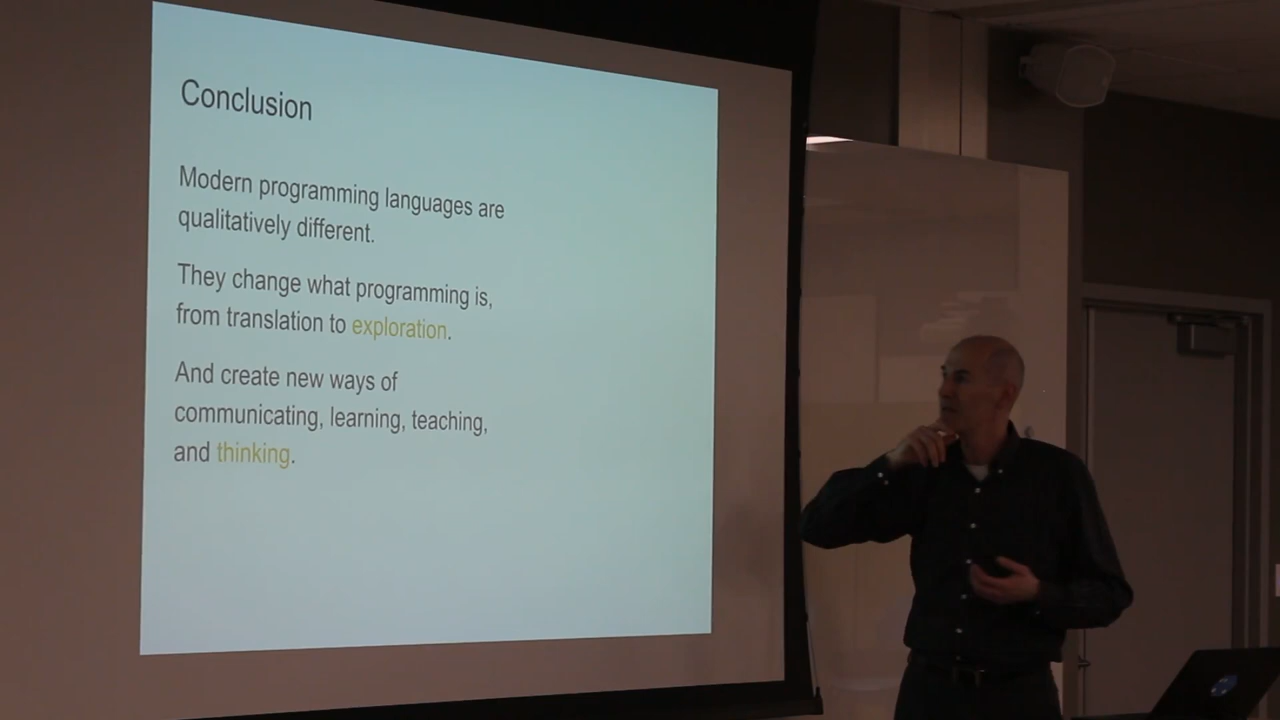 Conclusion
Modern programming languages are
qualitatively different.
They change what programming is,
from translation to exploration.
And create new ways of
communicating, learning, teaching,
and thinking.